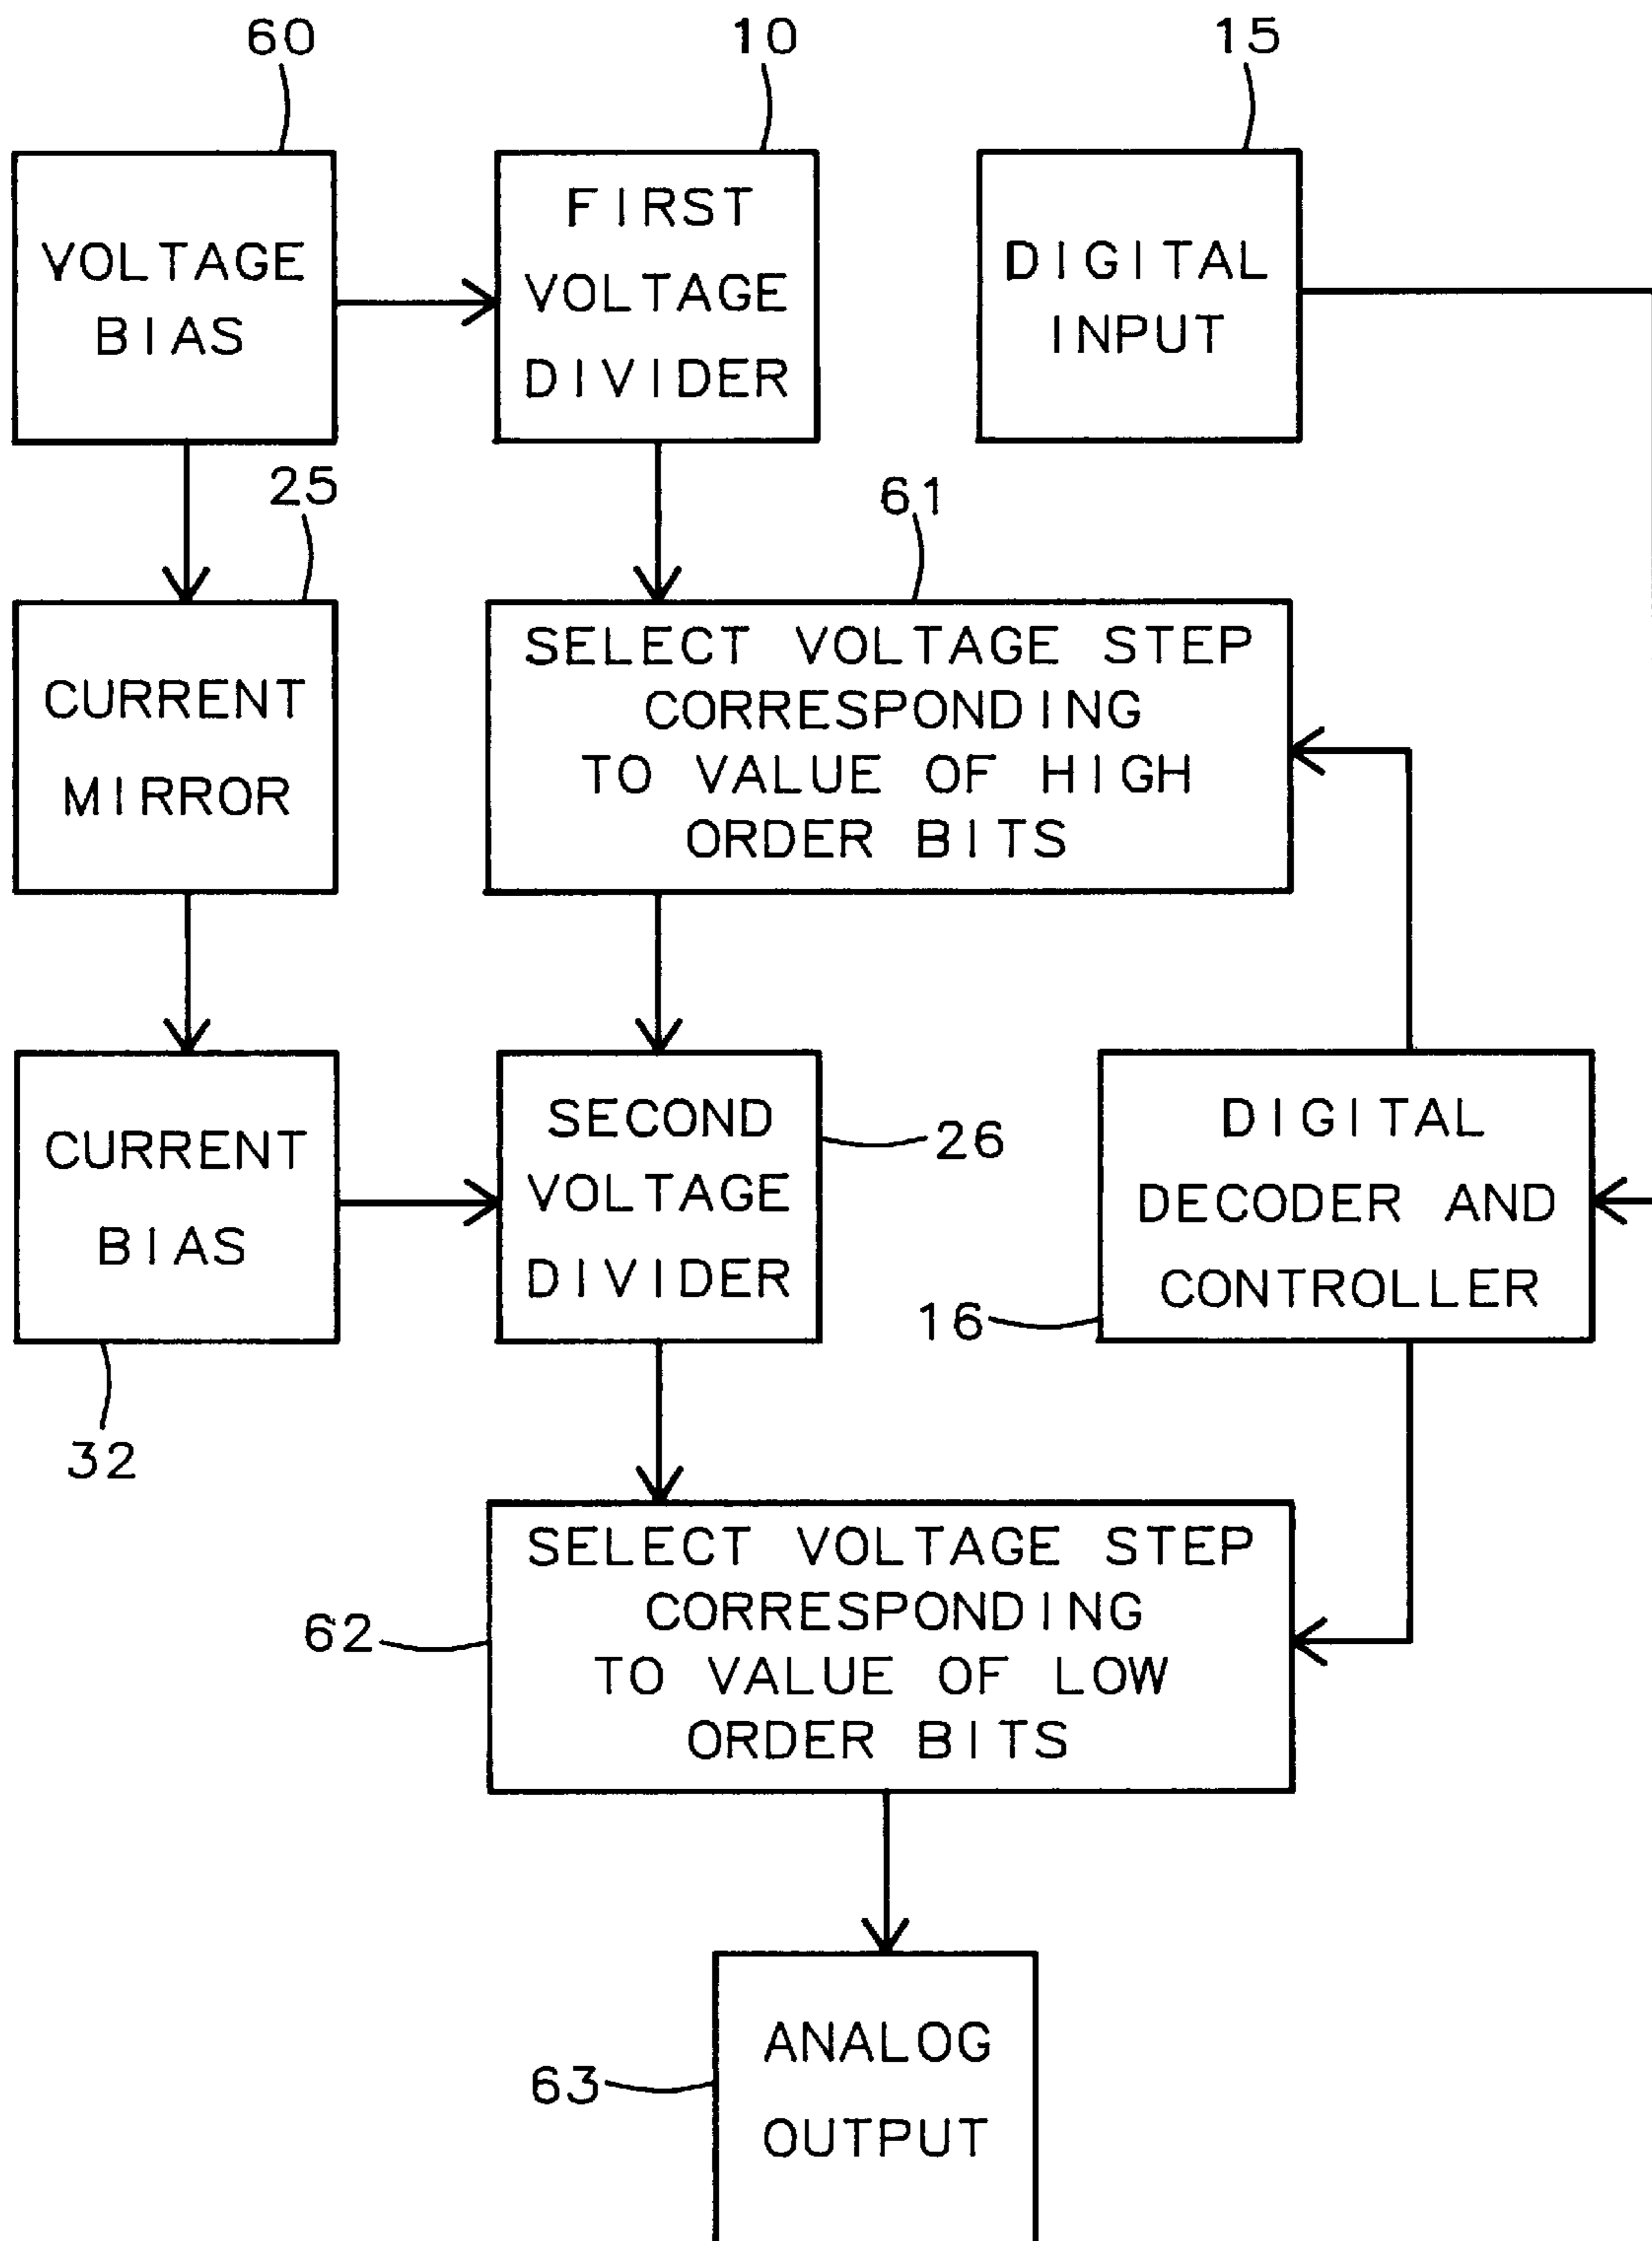 60
10
15
VOLTAGE
BIAS
FIRST
VOLTAGE
DIVIDER
DIGITAL
INPUT
25
61
CURRENT
MIRROR
SELECT VOLTAGE STEP
CORRESPONDING
TO VALUE OF HIGH
ORDER BITS
CURRENT
BIAS
32
SECOND
VOLTAGE
DIVIDER
26
DIGITAL
DECODER AND
CONTROLLER
16
SELECT VOLTAGE STEP
CORRESPONDING
TO VALUE OF LOW
ORDER BITS
62
ANALOG
OUTPUT
63